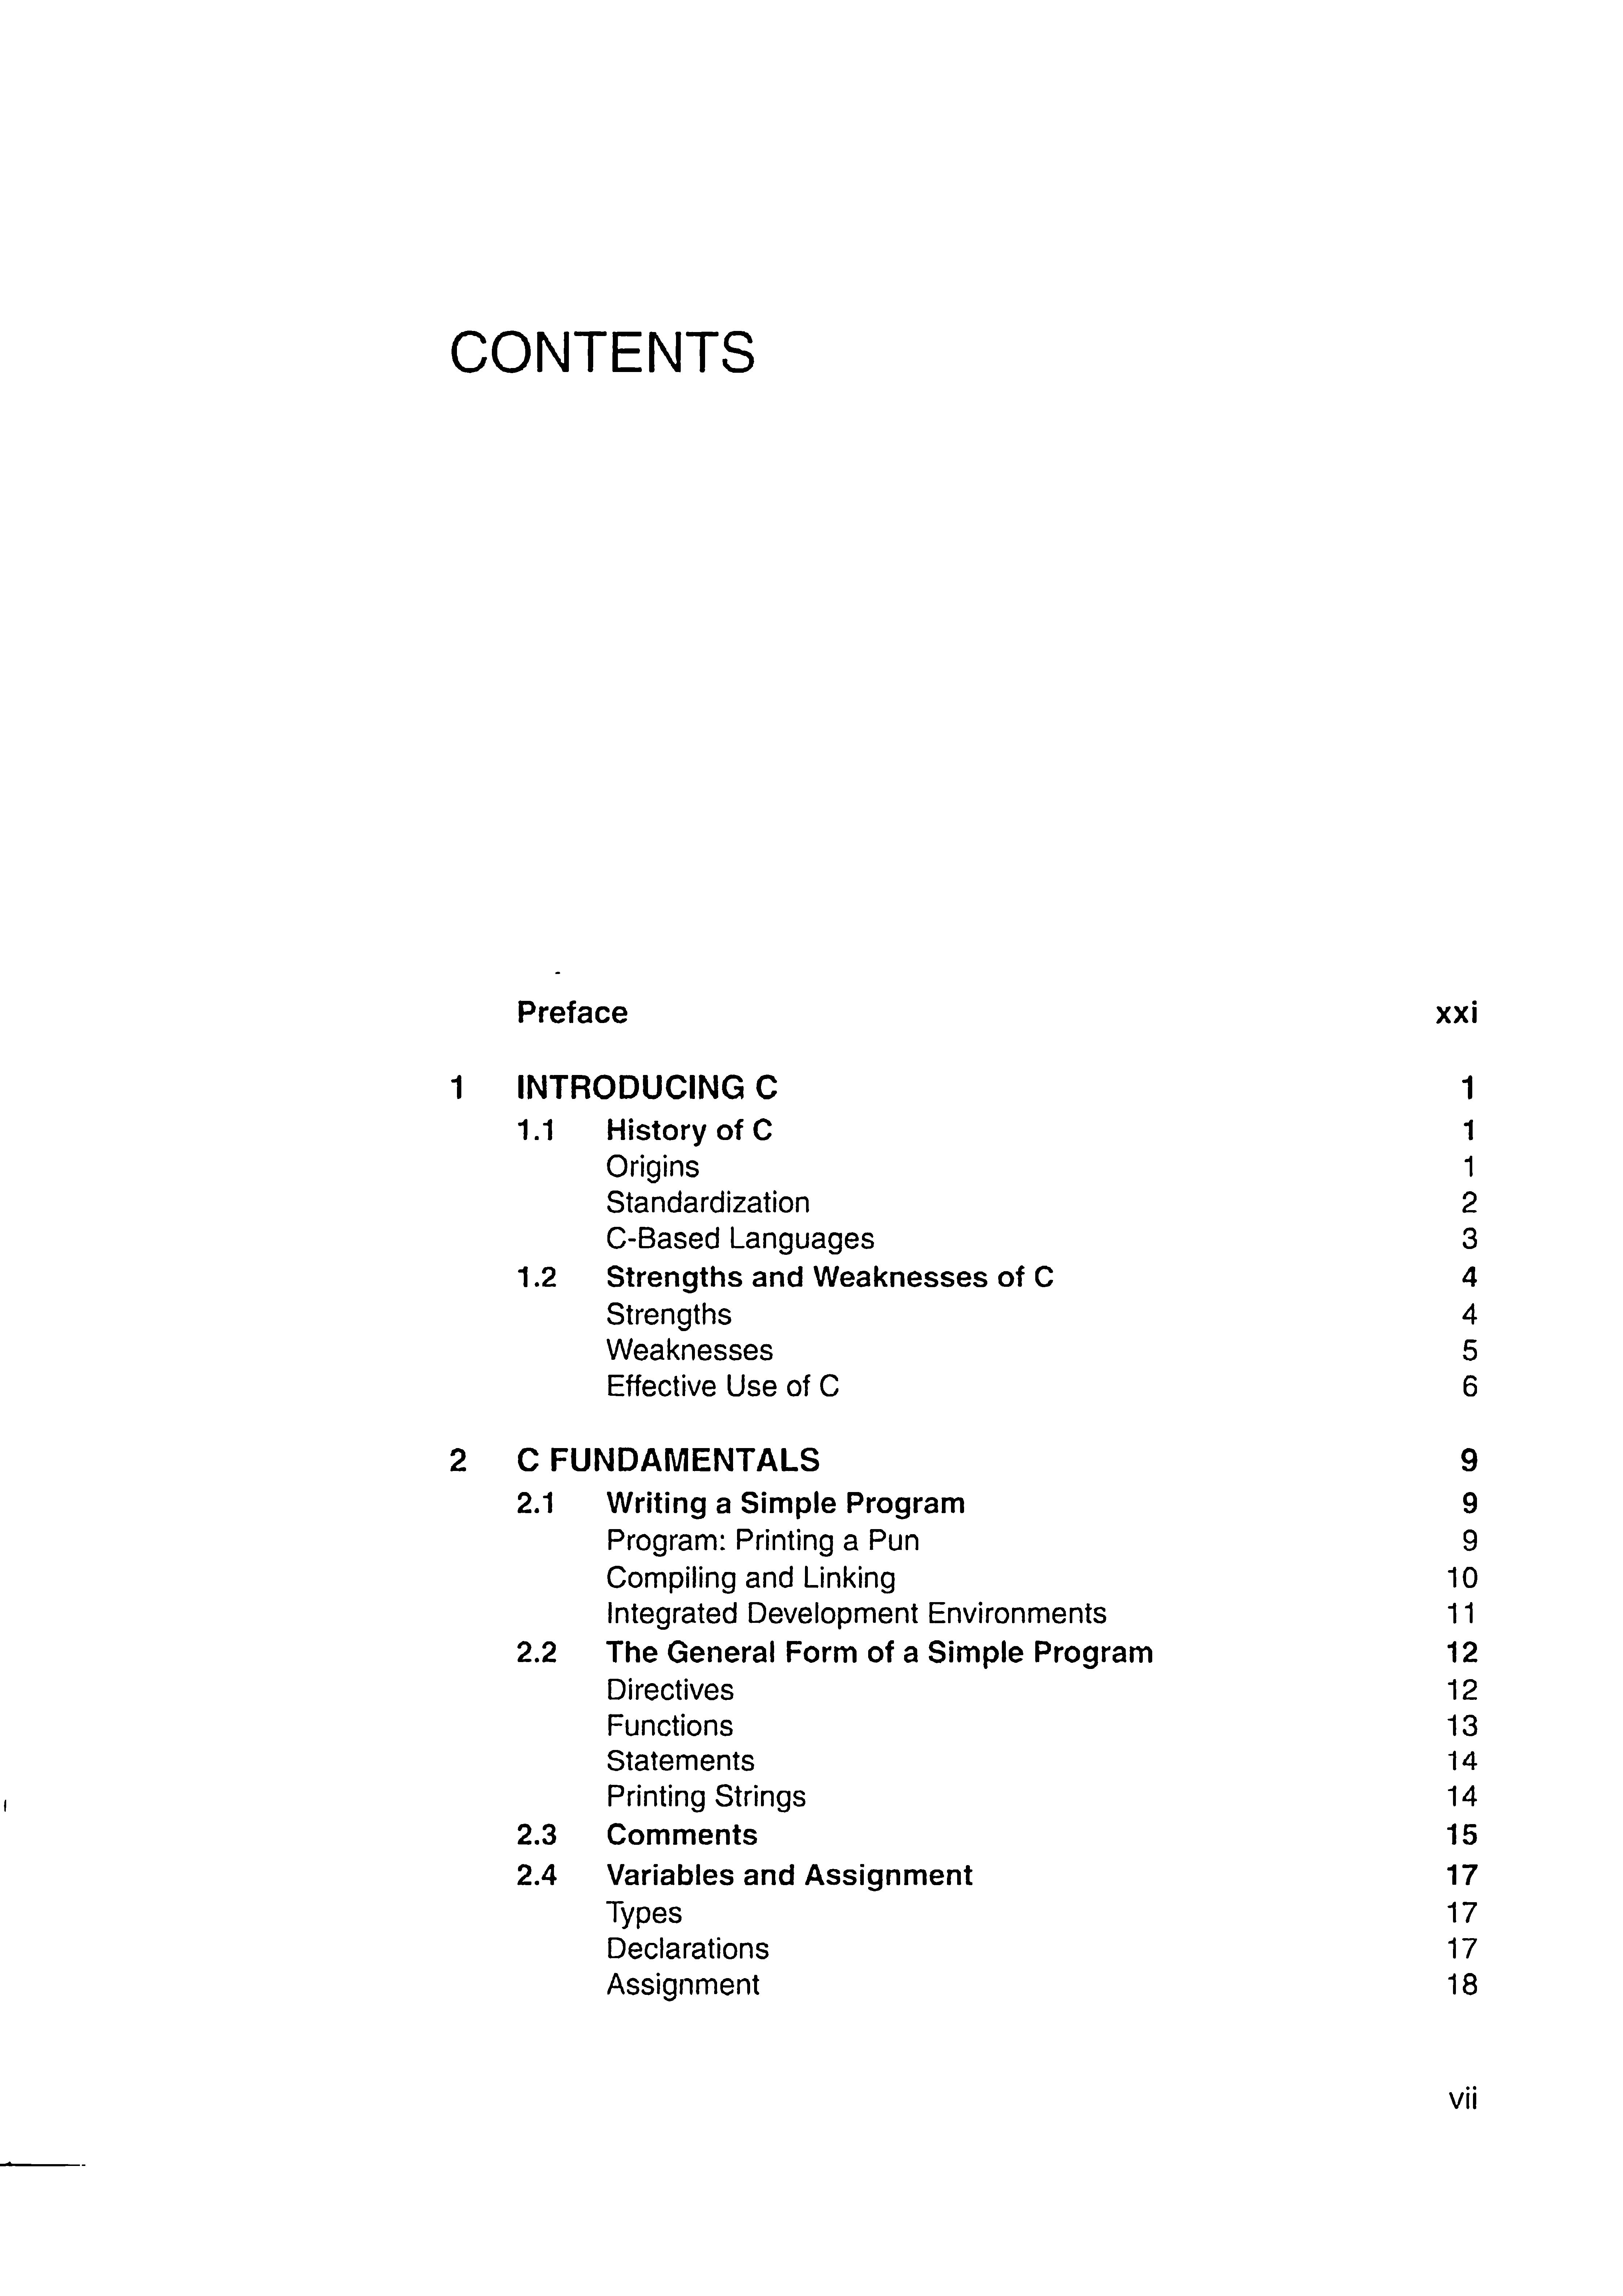 CONTENTS
Preface xxi
1 INTRODUCING C 1
1.1 History of C 1
Origins 1
Standardization 2
C-Based Languages 3
1.2 Strengths and Weaknesses of C 4
Strengths 4
Weaknesses 5
Effective Use of C 6
2 C FUNDAMENTALS 9
2.1 Writing a Simple Program 9
Program: Printing a Pun 9
Compiling and Linking 10
Integrated Development Environments 11
2.2 The General Form of a Simple Program 12
Directives 12
Functions 13
Statements 14
Printing Strings 14
2.3 Comments 15
2.4 Variables and Assignment 17
Types 17
Declarations 17
Assignment 18
vii